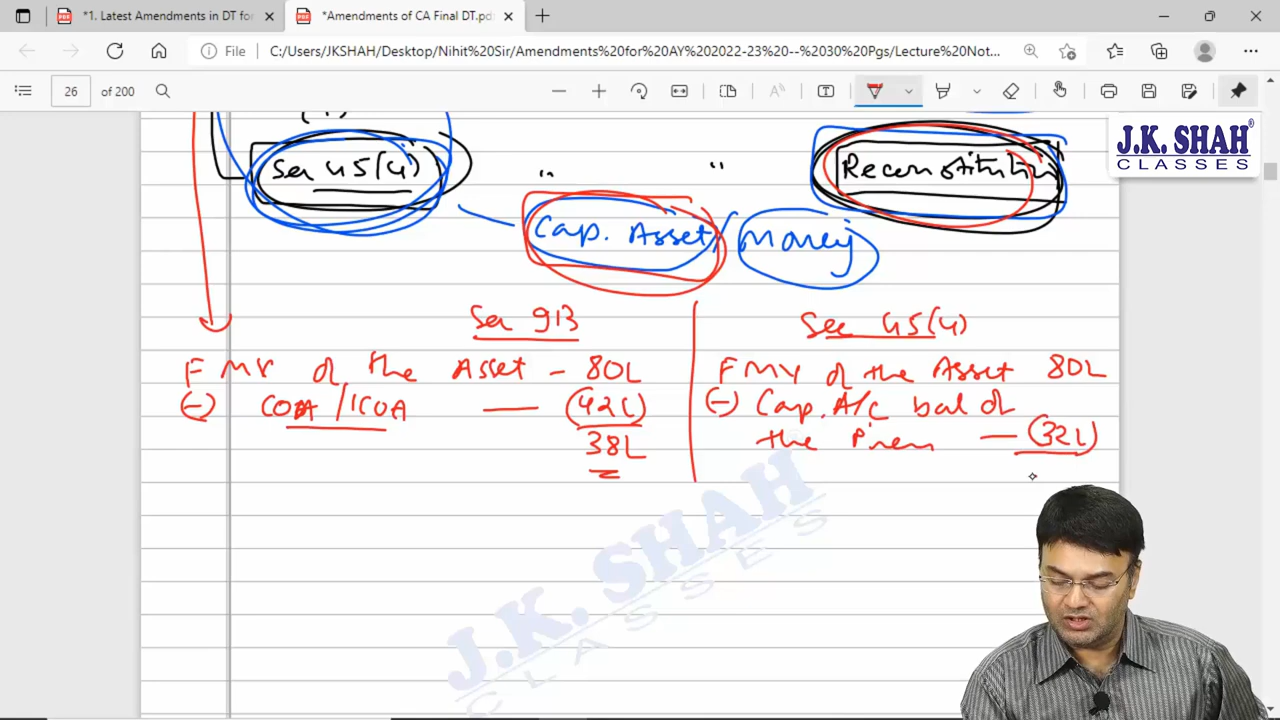 *1. Latest Amendments in DT for
*Amendments of CA Final DT.pd
File
C:/Users/JKSHAH/Desktop/Nihit%20Sir/Amendments%20for%20AY%202022-23%20--%2030%20Pgs/Lecture%20Not...
26 of 200
J.K. SHAH®
CLASSES
Sec 45(4) " " Reconstitution
Cap. Asset / Money
Sec 9B
FMV of the Asset - 80L
(-) COA /ICOA — (42L)
38L
Sec 45(4)
FMV of the Asset 80L
(-) Cap. A/C bal of
the P'ner — (32L)
J.K. SHAH
CLASSES